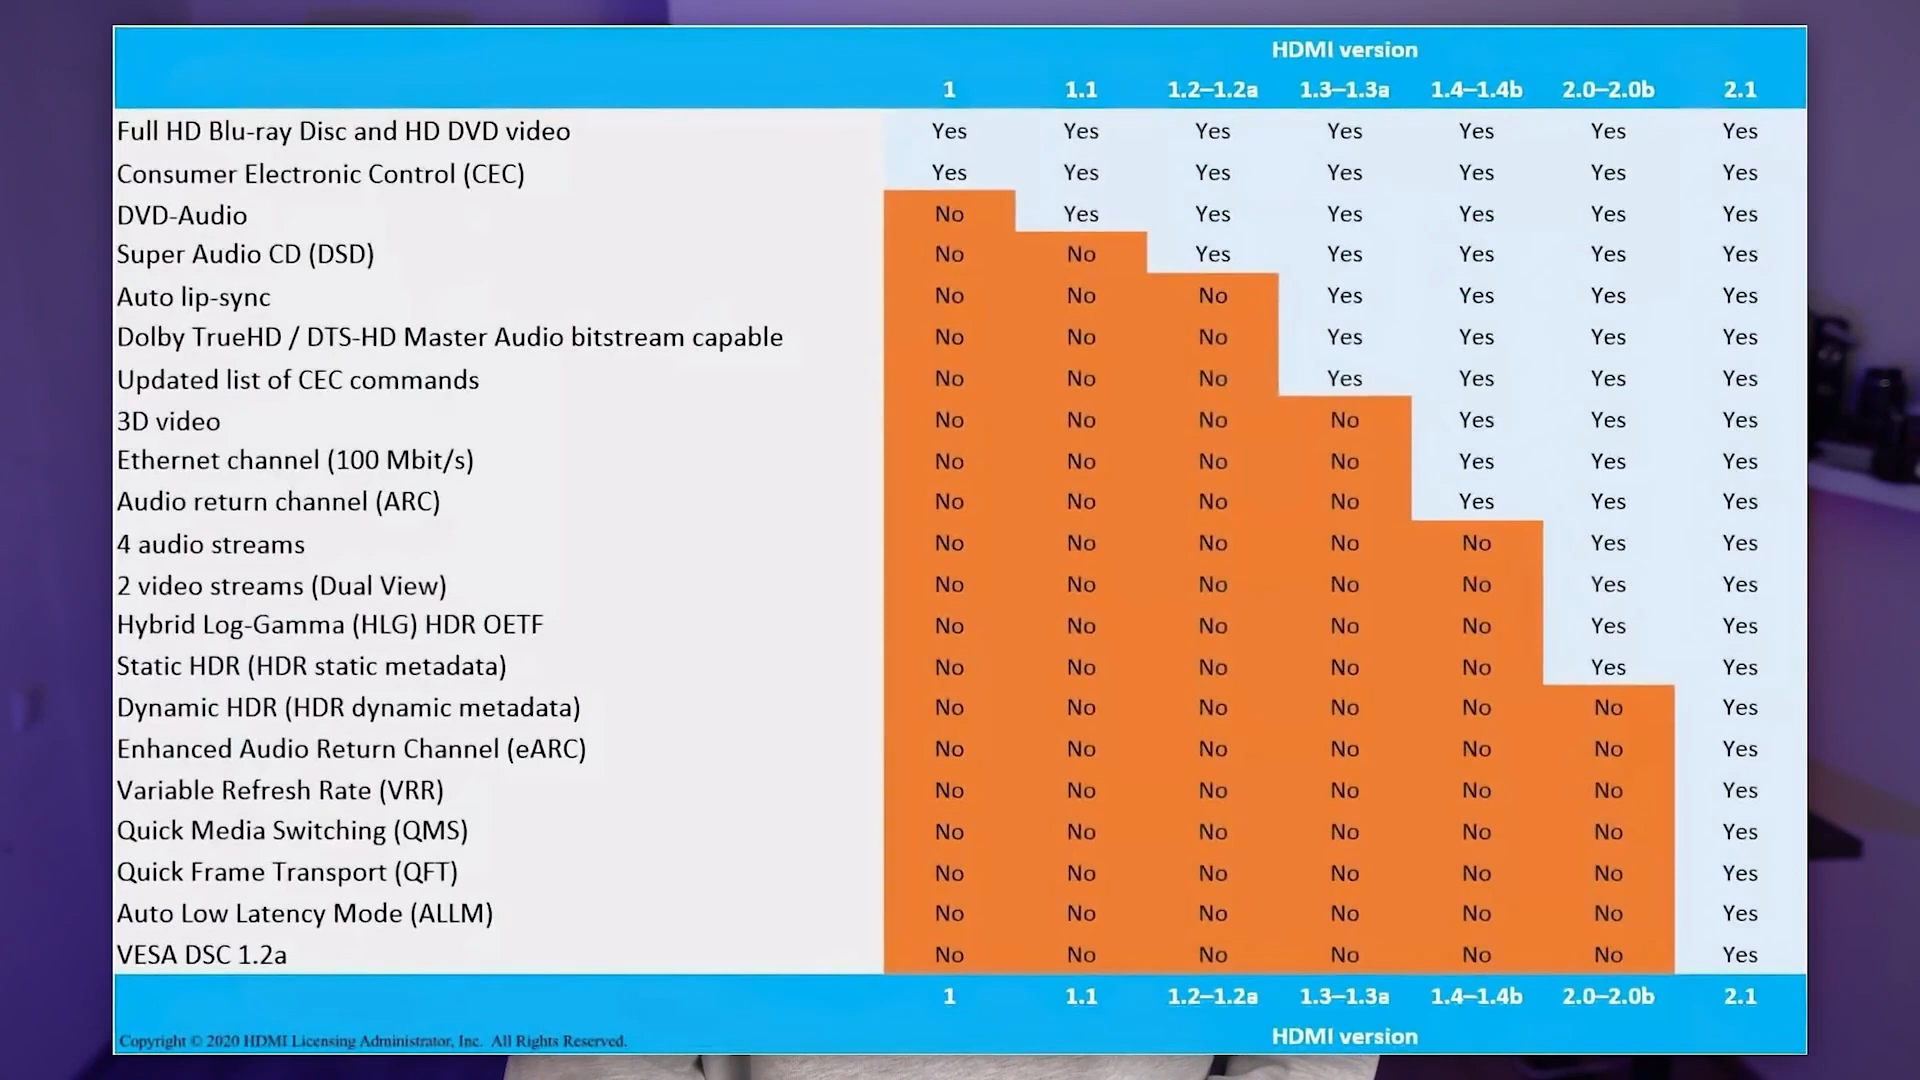 HDMI version
1 1.1 1.2–1.2a 1.3–1.3a 1.4–1.4b 2.0–2.0b 2.1
Full HD Blu-ray Disc and HD DVD video Yes Yes Yes Yes Yes Yes Yes
Consumer Electronic Control (CEC) Yes Yes Yes Yes Yes Yes Yes
DVD-Audio No Yes Yes Yes Yes Yes Yes
Super Audio CD (DSD) No No Yes Yes Yes Yes Yes
Auto lip-sync No No No Yes Yes Yes Yes
Dolby TrueHD / DTS-HD Master Audio bitstream capable No No No Yes Yes Yes Yes
Updated list of CEC commands No No No Yes Yes Yes Yes
3D video No No No No Yes Yes Yes
Ethernet channel (100 Mbit/s) No No No No Yes Yes Yes
Audio return channel (ARC) No No No No Yes Yes Yes
4 audio streams No No No No No Yes Yes
2 video streams (Dual View) No No No No No Yes Yes
Hybrid Log-Gamma (HLG) HDR OETF No No No No No Yes Yes
Static HDR (HDR static metadata) No No No No No Yes Yes
Dynamic HDR (HDR dynamic metadata) No No No No No No Yes
Enhanced Audio Return Channel (eARC) No No No No No No Yes
Variable Refresh Rate (VRR) No No No No No No Yes
Quick Media Switching (QMS) No No No No No No Yes
Quick Frame Transport (QFT) No No No No No No Yes
Auto Low Latency Mode (ALLM) No No No No No No Yes
VESA DSC 1.2a No No No No No No Yes
1 1.1 1.2–1.2a 1.3–1.3a 1.4–1.4b 2.0–2.0b 2.1
HDMI version
Copyright © 2020 HDMI Licensing Administrator, Inc. All Rights Reserved.